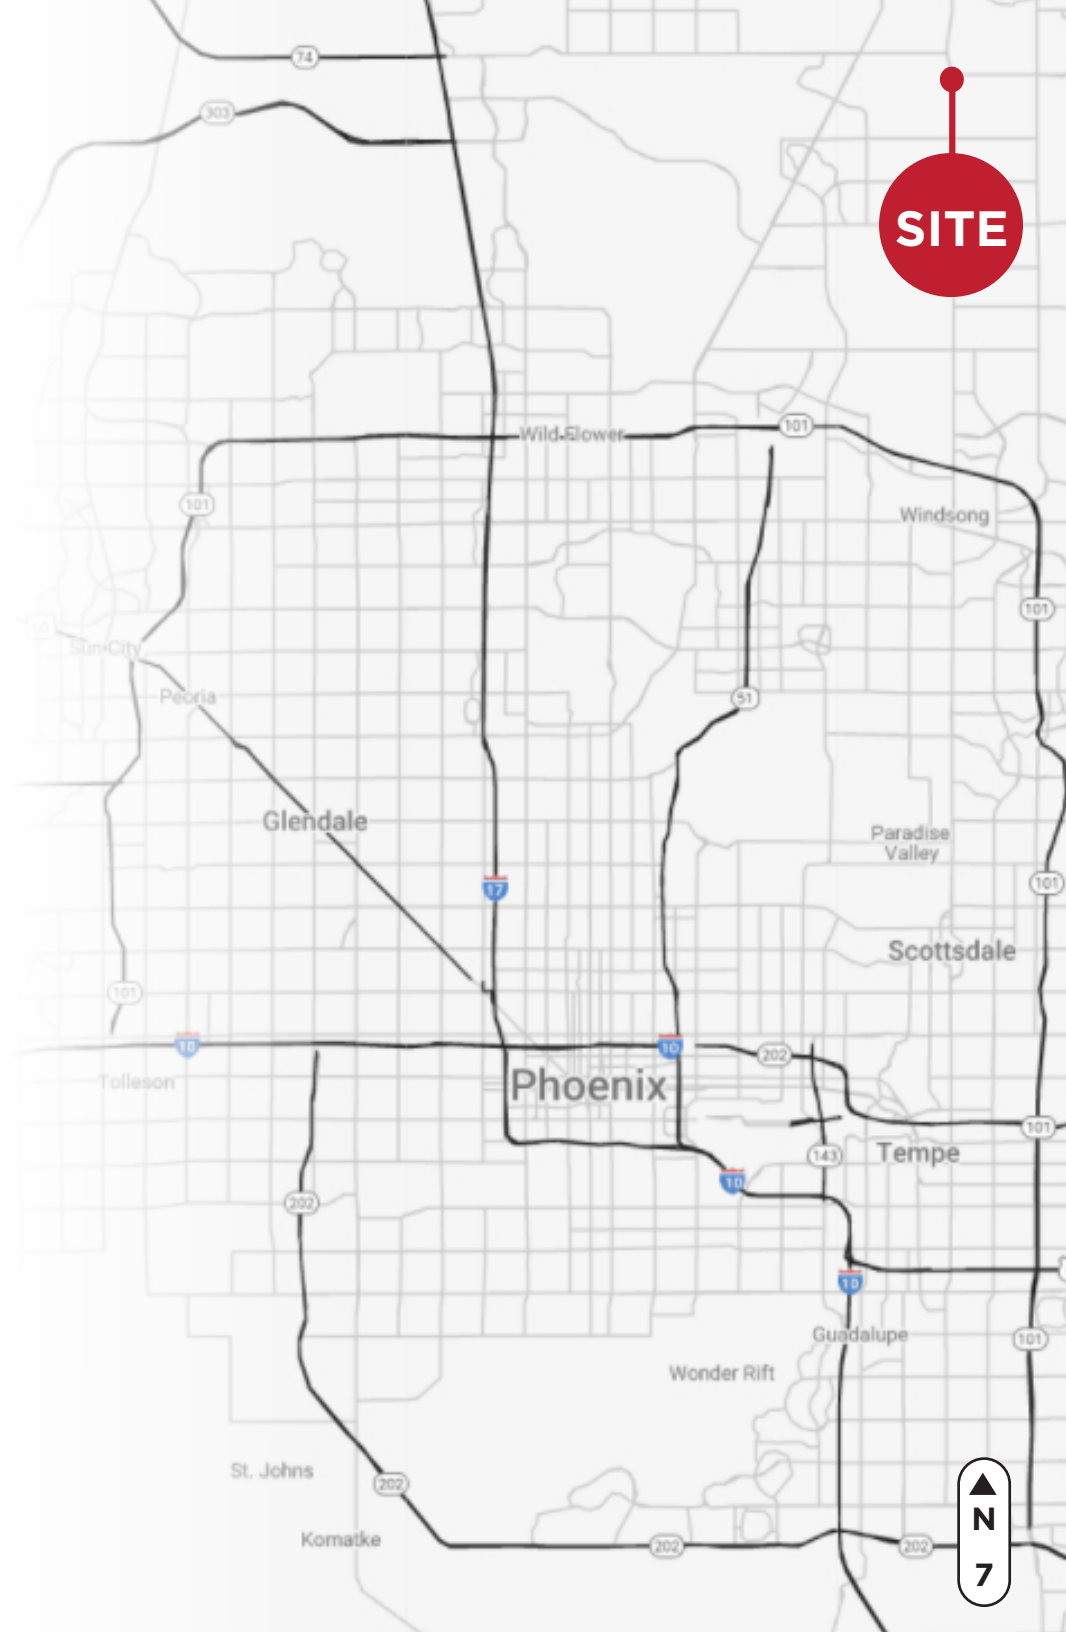 74
303
SITE
Wild Flower
101
101
Windsong
101
60
Sun City
Peoria
51
Glendale
Paradise
Valley
17
101
Scottsdale
101
10
10
202
Tolleson
Phoenix
101
143
Tempe
10
202
10
Guadalupe
101
Wonder Rift
St. Johns
202
N
Komatke
202
202
7